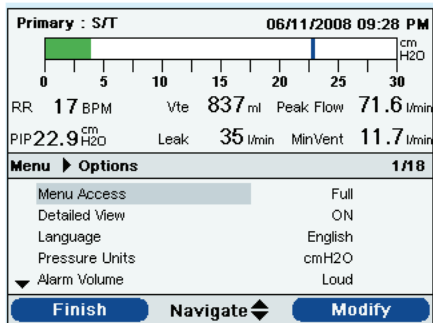 Primary : S/T 06/11/2008 09:28 PM
cm
H2O
0 5 10 15 20 25 30
RR 17 BPM Vte 837 ml Peak Flow 71.6 l/min
PIP 22.9 cm H2O Leak 35 l/min MinVent 11.7 l/min
Menu Options 1/18
Menu Access Full
Detailed View ON
Language English
Pressure Units cmH2O
Alarm Volume Loud
Finish Navigate Modify